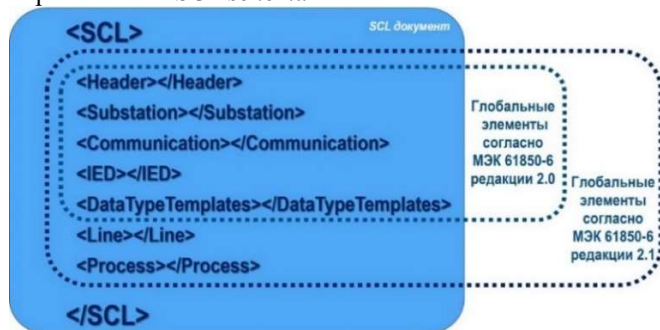 <SCL>
SCL документ
<Header></Header>
<Substation></Substation>
<Communication></Communication>
<IED></IED>
<DataTypeTemplates></DataTypeTemplates>
<Line></Line>
<Process></Process>
</SCL>
Глобальные
элементы
согласно
МЭК 61850-6
редакции 2.0
Глобальные
элементы
согласно
МЭК 61850-6
редакции 2.1